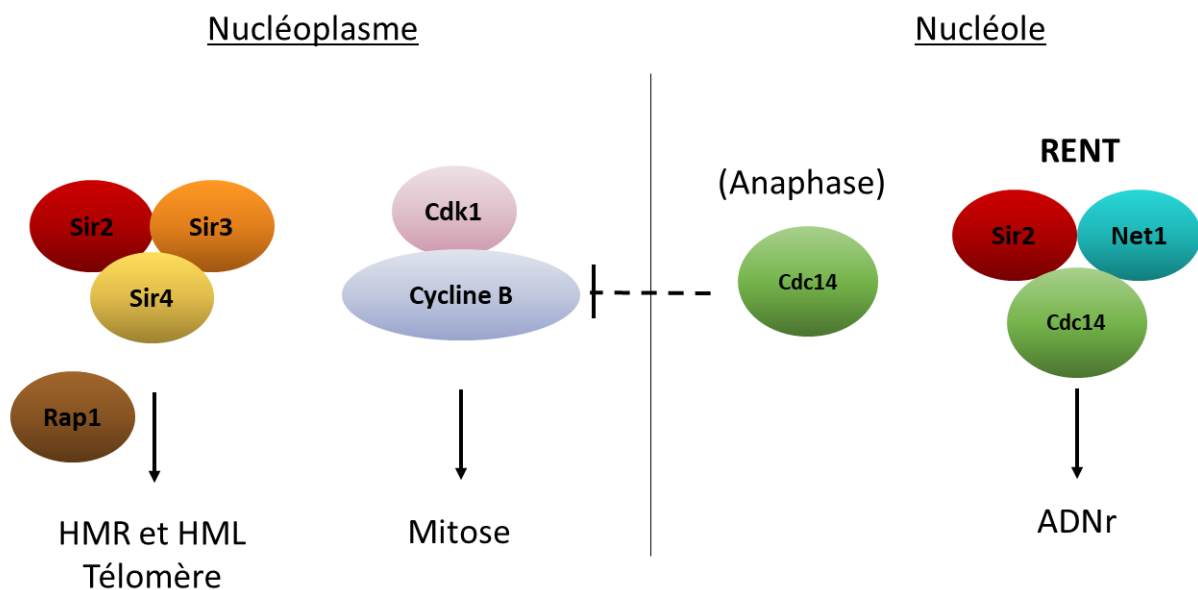 Nucléoplasme
Nucléole
RENT
(Anaphase)
Sir2
Sir3
Sir4
Cdk1
Cycline B
Cdc14
Sir2
Net1
Cdc14
Rap1
HMR et HML
Télomère
Mitose
ADNr